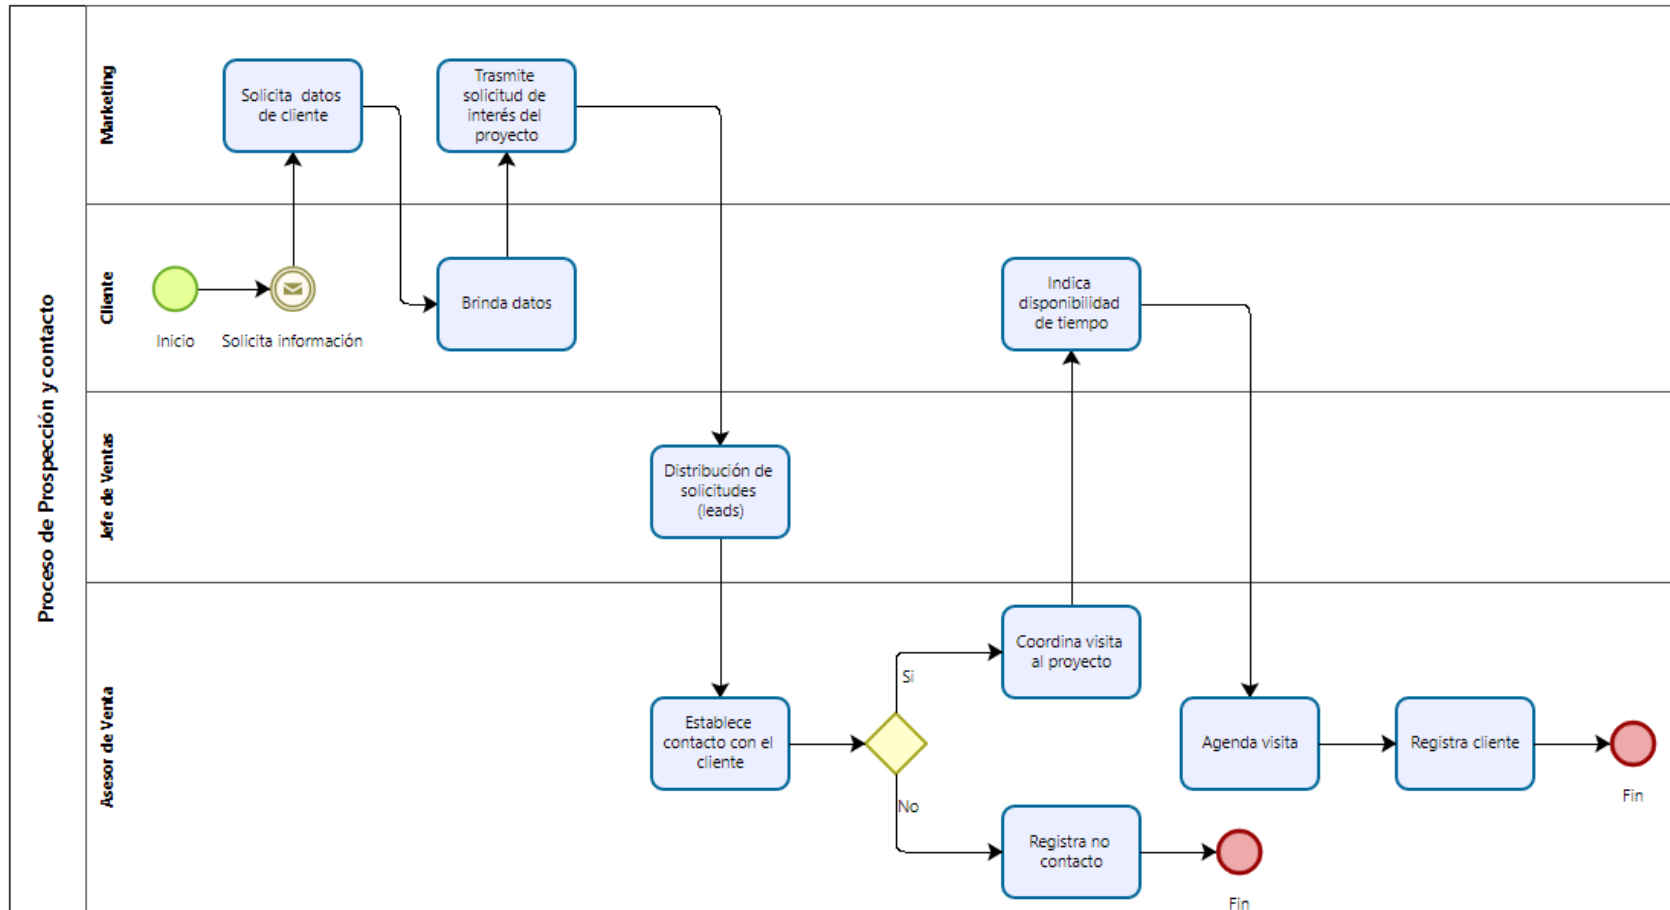 Proceso de Prospección y contacto
Marketing
Solicita datos
de cliente
Trasmite
solicitud de
interés del
proyecto
Cliente
Inicio
Solicita información
Brinda datos
Indica
disponibilidad
de tiempo
Jefe de Ventas
Distribución de
solicitudes
(leads)
Asesor de Venta
Establece
contacto con el
cliente
Si
No
Coordina visita
al proyecto
Registra no
contacto
Fin
Agenda visita
Registra cliente
Fin